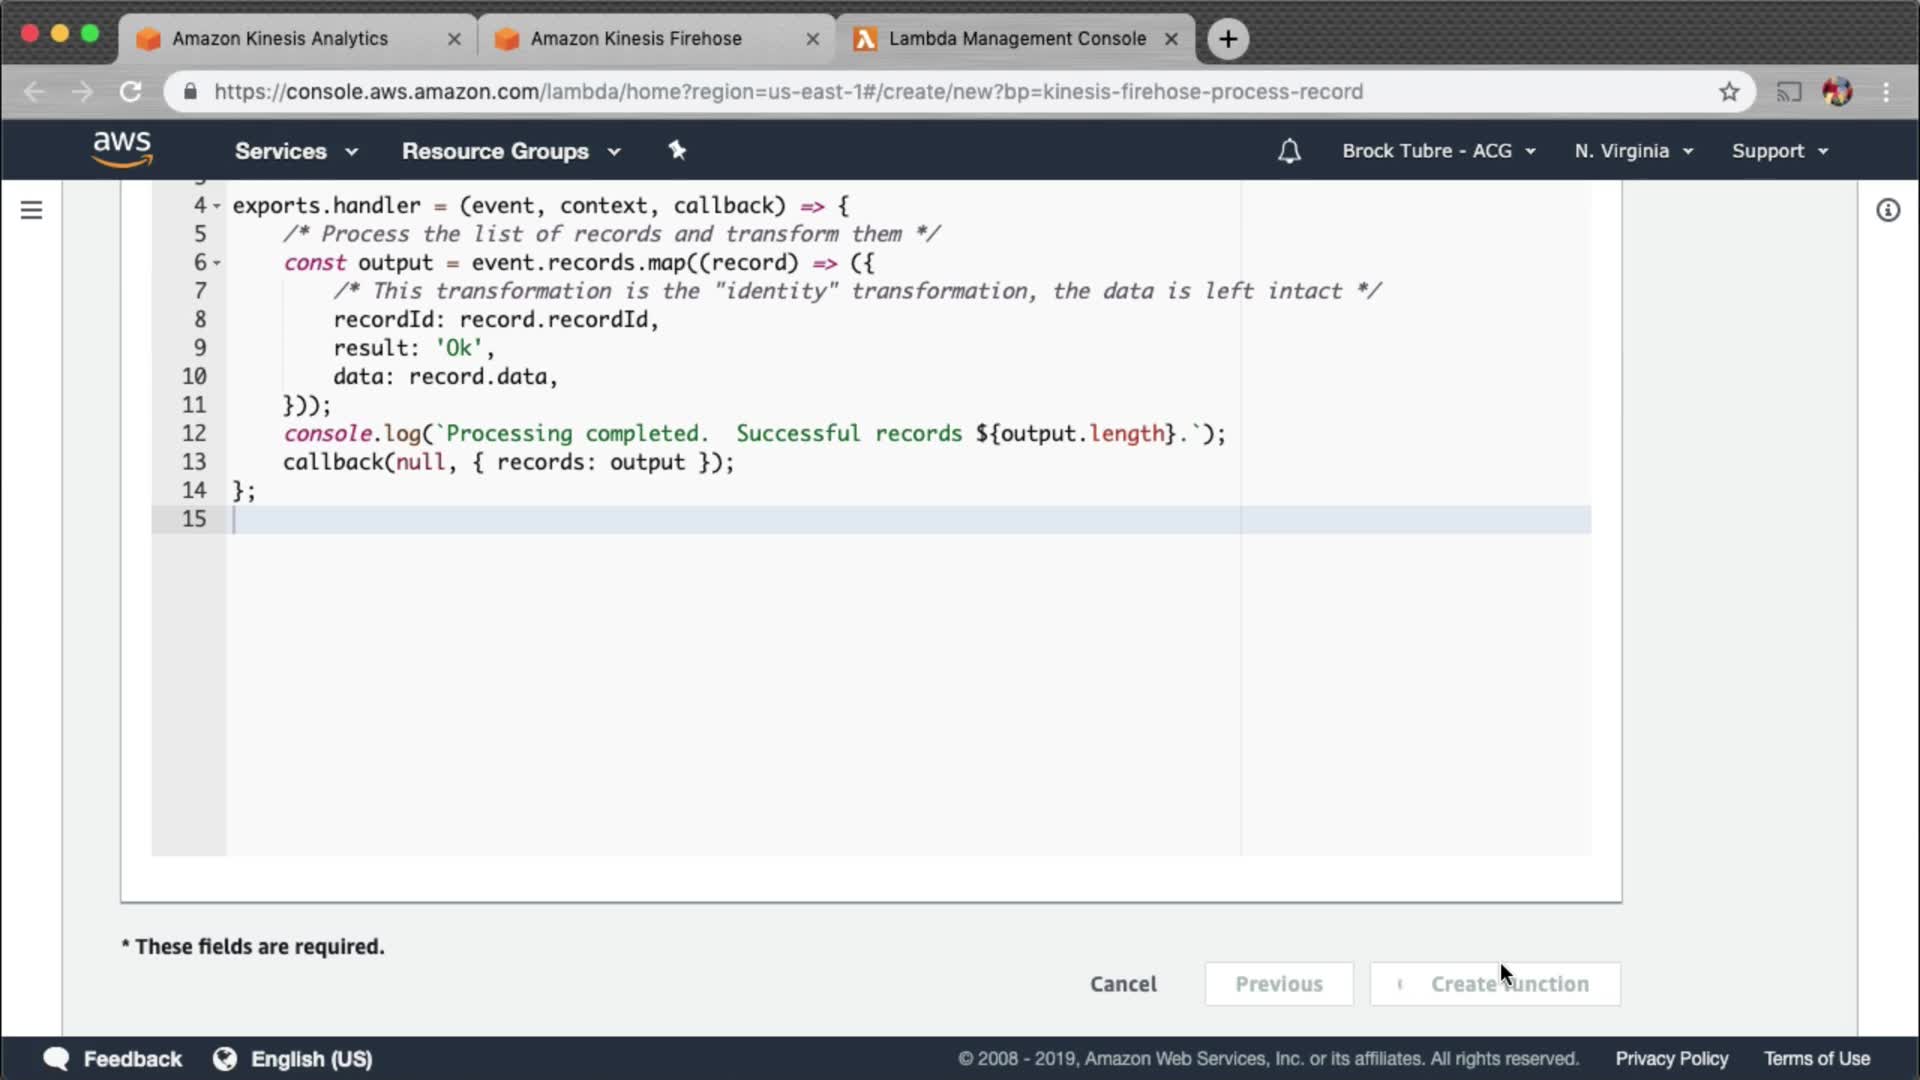 Amazon Kinesis Analytics
Amazon Kinesis Firehose
Lambda Management Console
https://console.aws.amazon.com/lambda/home?region=us-east-1#/create/new?bp=kinesis-firehose-process-record
aws
Services
Resource Groups
Brock Tubre - ACG
N. Virginia
Support
4 exports.handler = (event, context, callback) => {
5 /* Process the list of records and transform them */
6 const output = event.records.map((record) => ({
7 /* This transformation is the "identity" transformation, the data is left intact */
8 recordId: record.recordId,
9 result: 'Ok',
10 data: record.data,
11 }));
12 console.log(`Processing completed.  Successful records ${output.length}.`);
13 callback(null, { records: output });
14 };
15
* These fields are required.
Cancel
Previous
Create function
Feedback
English (US)
© 2008 - 2019, Amazon Web Services, Inc. or its affiliates. All rights reserved.
Privacy Policy
Terms of Use